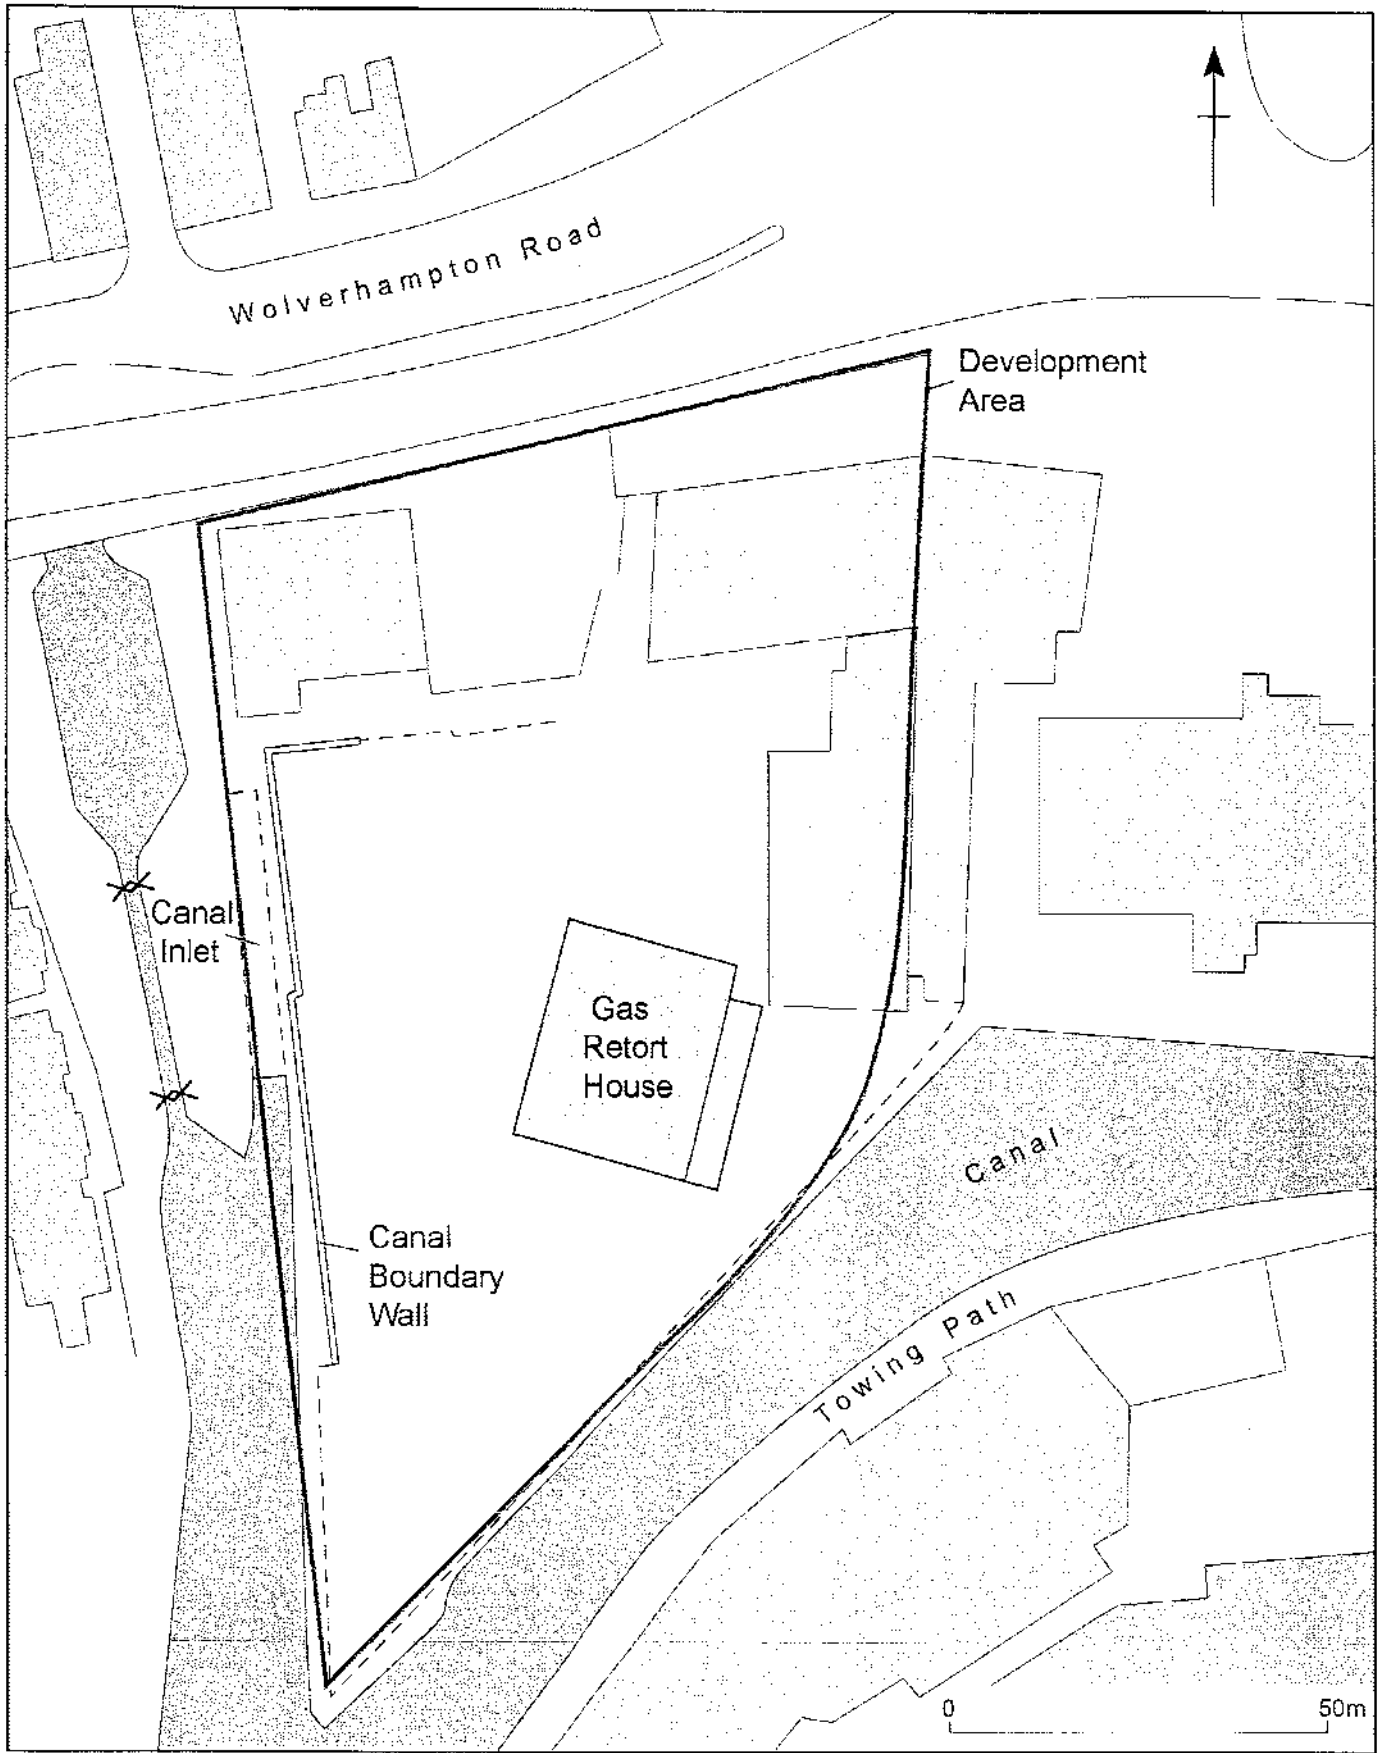 Wolverhampton Road
Development
Area
Canal
Inlet
Gas
Retort
House
Canal
Canal
Boundary
Wall
Towing Path
0 50m